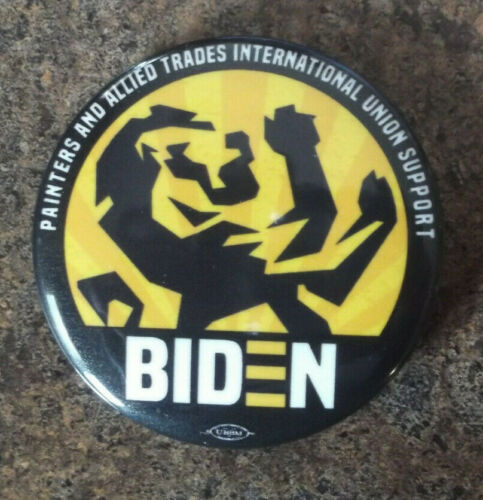 PAINTERS AND ALLIED TRADES INTERNATIONAL UNION SUPPORT
BIDEN